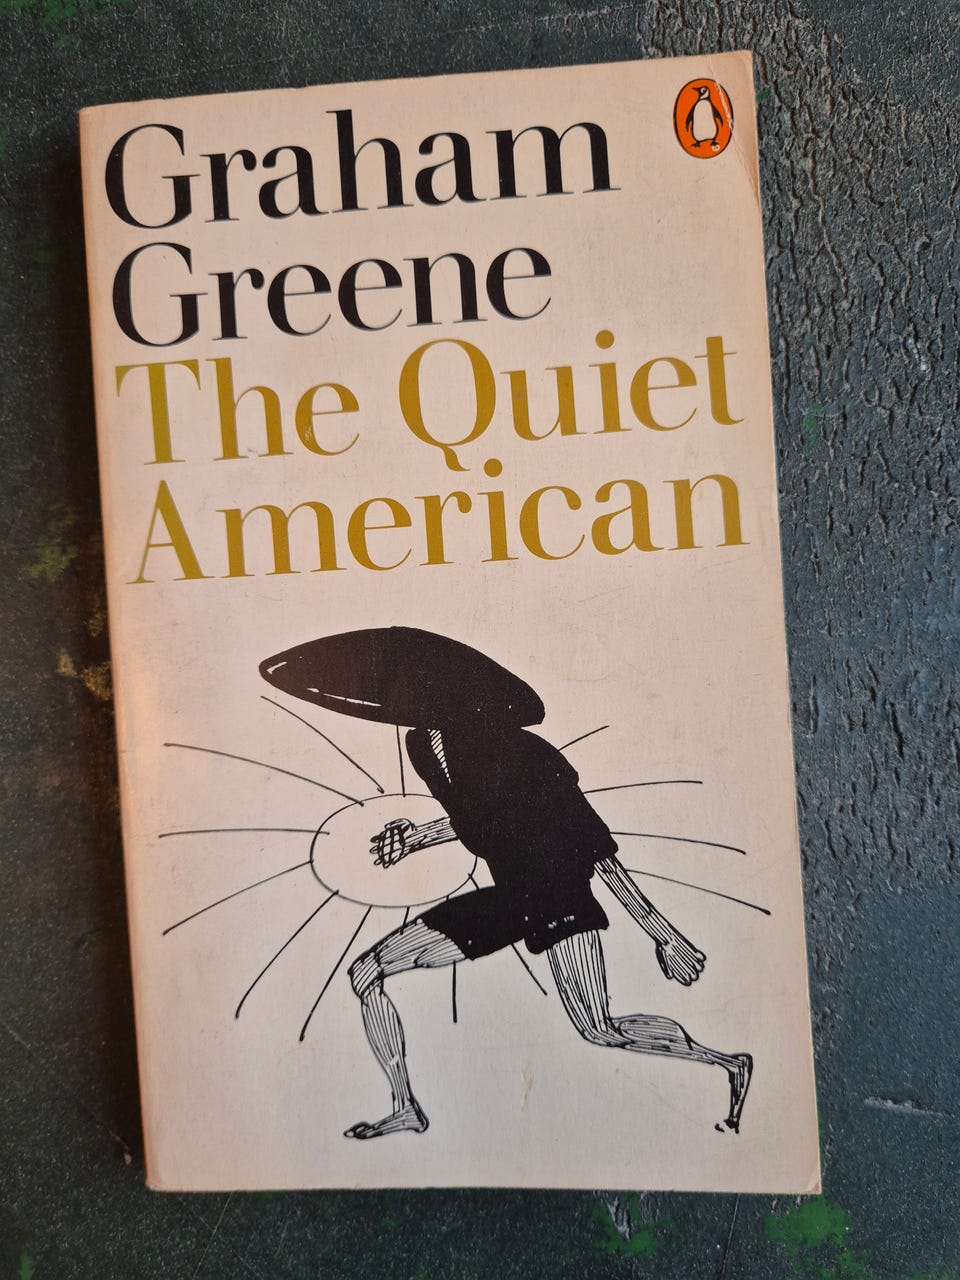 Graham
Greene
The Quiet
American